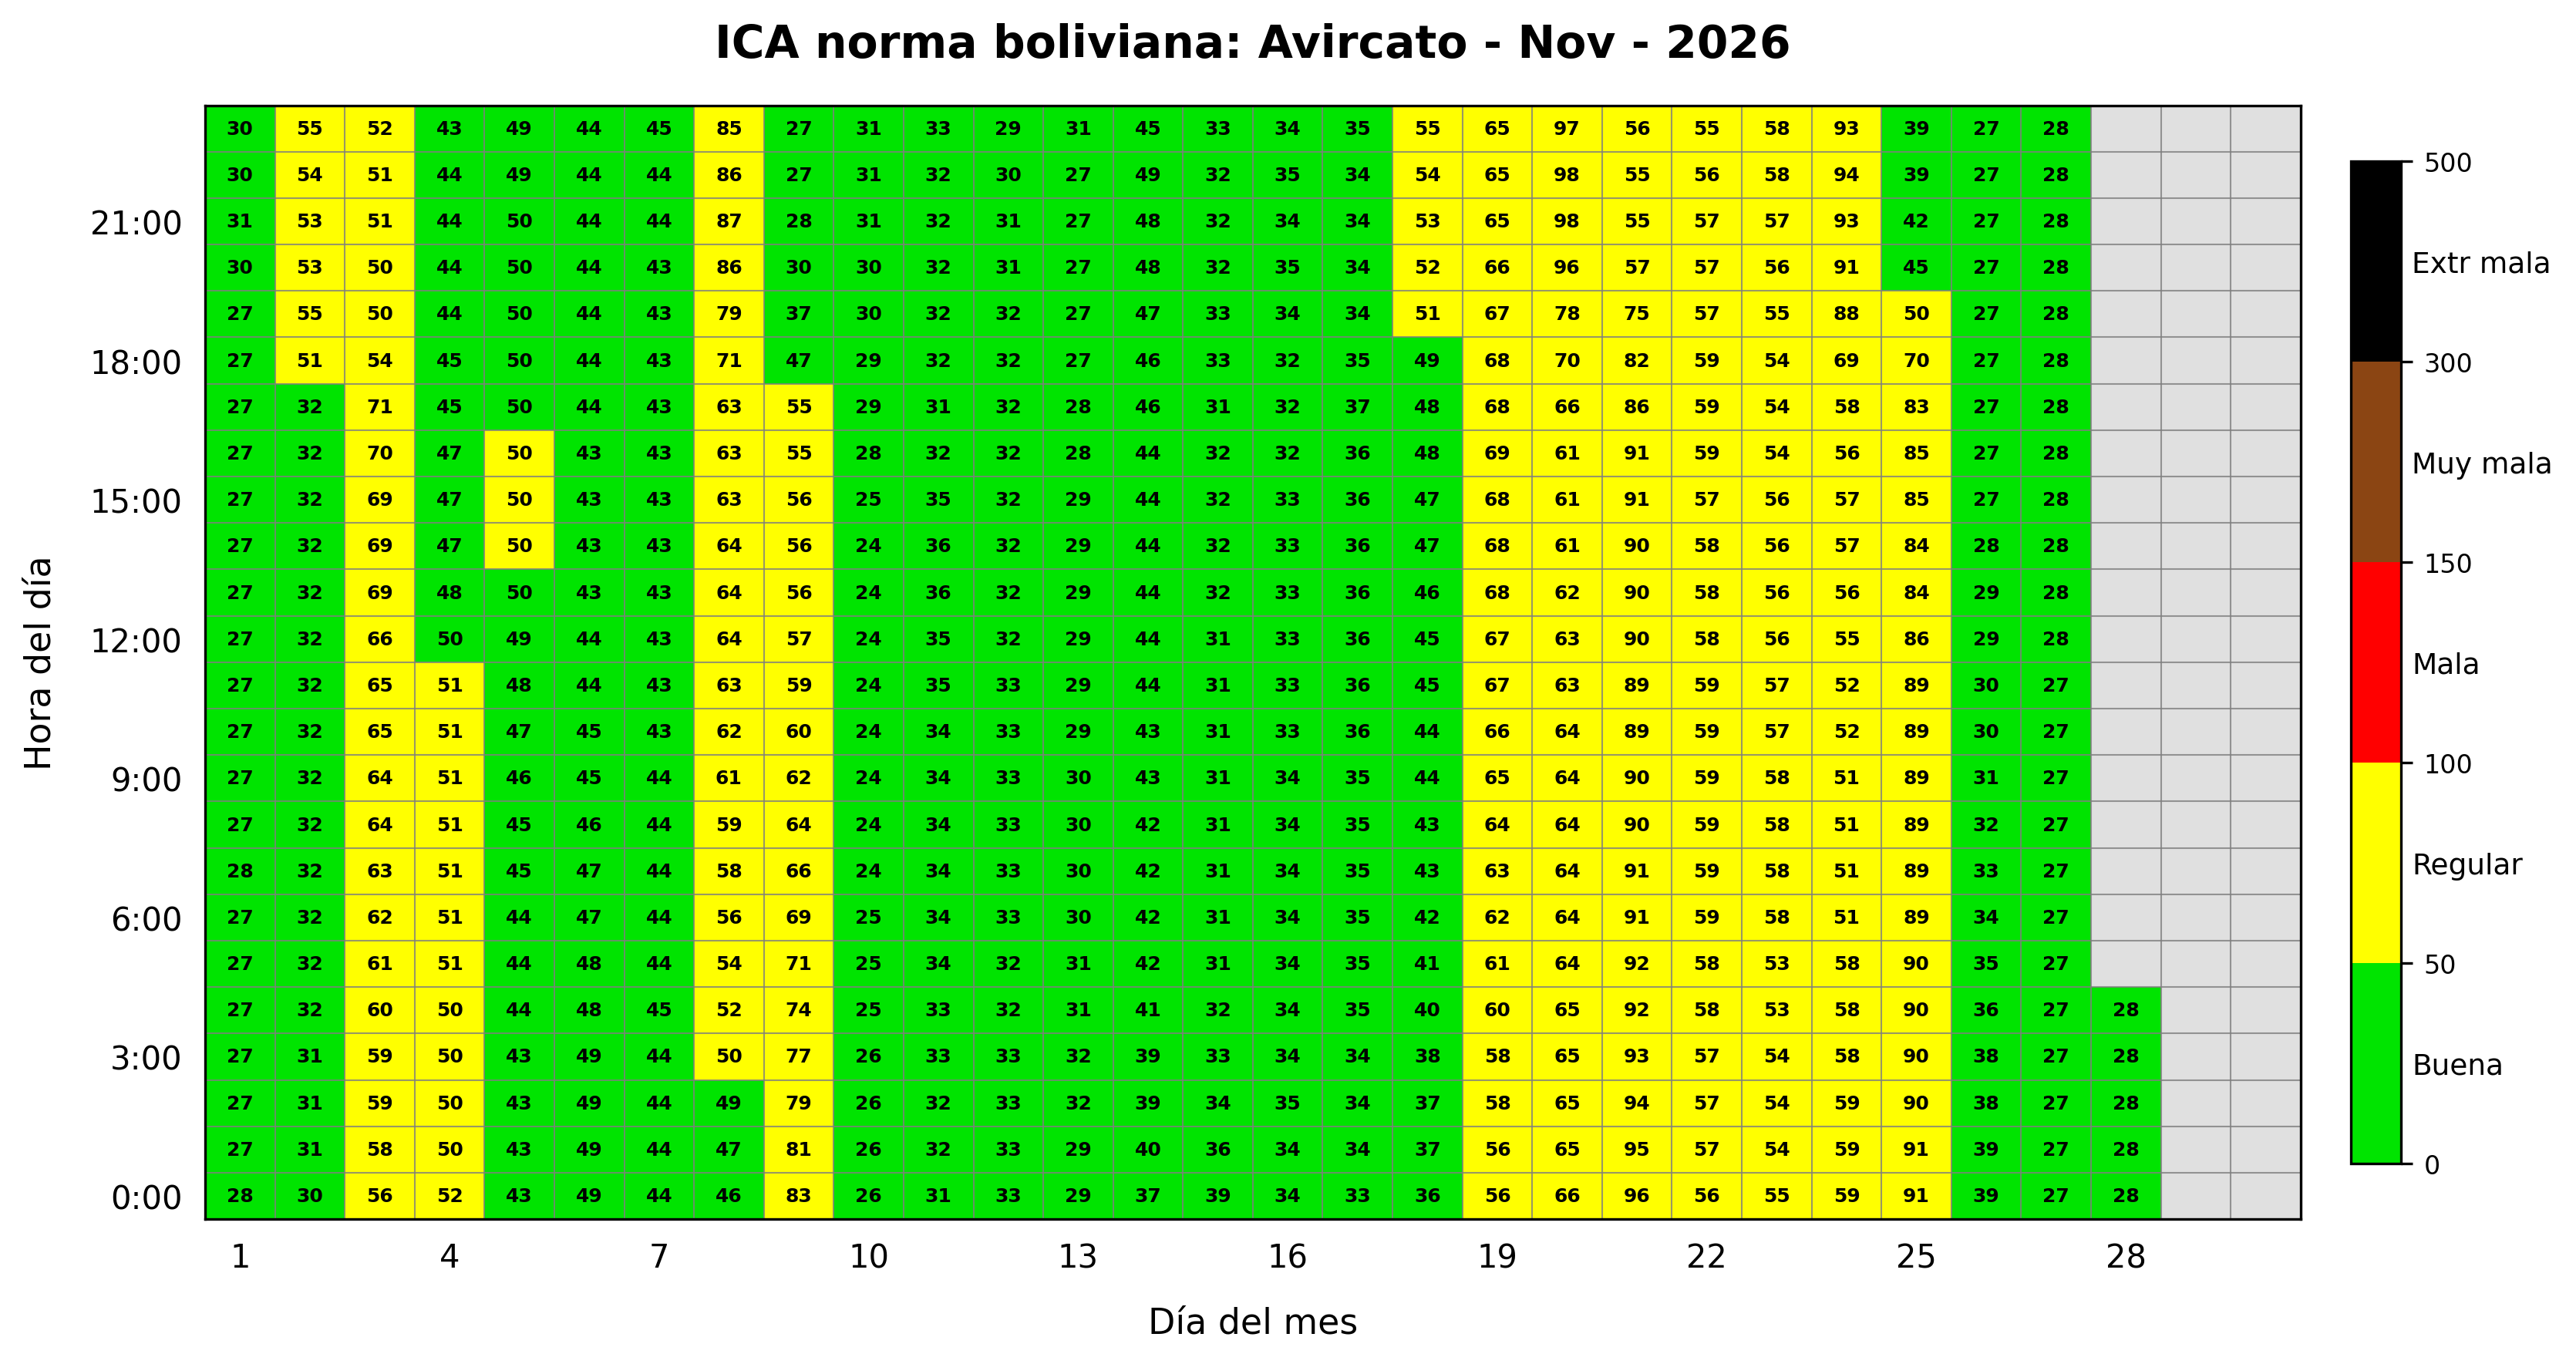 ICA norma boliviana: Avircato - Nov - 2026
30 55 52 43 49 44 45 85 27 31 33 29 31 45 33 34 35 55 65 97 56 55 58 93 39 27 28
500
30 54 51 44 49 44 44 86 27 31 32 30 27 49 32 35 34 54 65 98 55 56 58 94 39 27 28
21:00 31 53 51 44 50 44 44 87 28 31 32 31 27 48 32 34 34 53 65 98 55 57 57 93 42 27 28
30 53 50 44 50 44 43 86 30 30 32 31 27 48 32 35 34 52 66 96 57 57 56 91 45 27 28 Extr mala
27 55 50 44 50 44 43 79 37 30 32 32 27 47 33 34 34 51 67 78 75 57 55 88 50 27 28
18:00 27 51 54 45 50 44 43 71 47 29 32 32 27 46 33 32 35 49 68 70 82 59 54 69 70 27 28 300
27 32 71 45 50 44 43 63 55 29 31 32 28 46 31 32 37 48 68 66 86 59 54 58 83 27 28
27 32 70 47 50 43 43 63 55 28 32 32 28 44 32 32 36 48 69 61 91 59 54 56 85 27 28 Muy mala
15:00 27 32 69 47 50 43 43 63 56 25 35 32 29 44 32 33 36 47 68 61 91 57 56 57 85 27 28
27 32 69 47 50 43 43 64 56 24 36 32 29 44 32 33 36 47 68 61 90 58 56 57 84 28 28 150
27 32 69 48 50 43 43 64 56 24 36 32 29 44 32 33 36 46 68 62 90 58 56 56 84 29 28
12:00 27 32 66 50 49 44 43 64 57 24 35 32 29 44 31 33 36 45 67 63 90 58 56 55 86 29 28
Mala
27 32 65 51 48 44 43 63 59 24 35 33 29 44 31 33 36 45 67 63 89 59 57 52 89 30 27
27 32 65 51 47 45 43 62 60 24 34 33 29 43 31 33 36 44 66 64 89 59 57 52 89 30 27
100
9:00 27 32 64 51 46 45 44 61 62 24 34 33 30 43 31 34 35 44 65 64 90 59 58 51 89 31 27
27 32 64 51 45 46 44 59 64 24 34 33 30 42 31 34 35 43 64 64 90 59 58 51 89 32 27
28 32 63 51 45 47 44 58 66 24 34 33 30 42 31 34 35 43 63 64 91 59 58 51 89 33 27 Regular
6:00 27 32 62 51 44 47 44 56 69 25 34 33 30 42 31 34 35 42 62 64 91 59 58 51 89 34 27
27 32 61 51 44 48 44 54 71 25 34 32 31 42 31 34 35 41 61 64 92 58 53 58 90 35 27 50
27 32 60 50 44 48 45 52 74 25 33 32 31 41 32 34 35 40 60 65 92 58 53 58 90 36 27 28
3:00 27 31 59 50 43 49 44 50 77 26 33 33 32 39 33 34 34 38 58 65 93 57 54 58 90 38 27 28
Buena
27 31 59 50 43 49 44 49 79 26 32 33 32 39 34 35 34 37 58 65 94 57 54 59 90 38 27 28
27 31 58 50 43 49 44 47 81 26 32 33 29 40 36 34 34 37 56 65 95 57 54 59 91 39 27 28
0
0:00 28 30 56 52 43 49 44 46 83 26 31 33 29 37 39 34 33 36 56 66 96 56 55 59 91 39 27 28
1 4 7 10 13 16 19 22 25 28
Hora del día
Día del mes